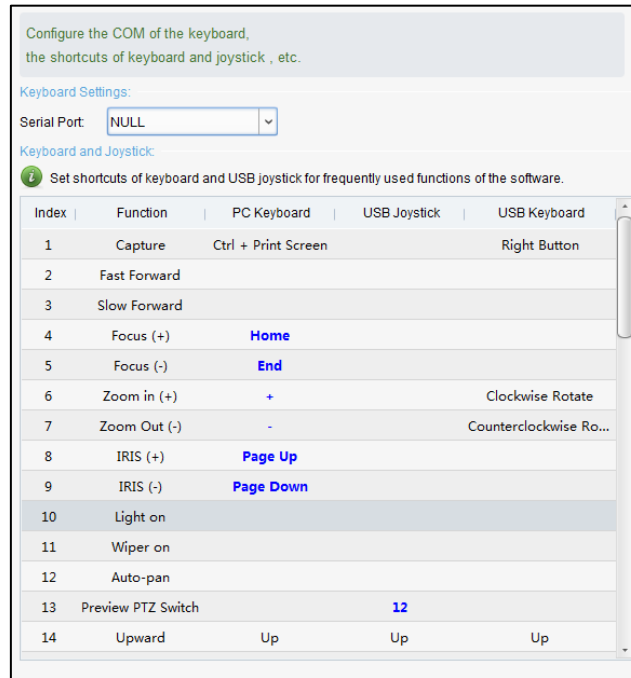 Configure the COM of the keyboard,
the shortcuts of keyboard and joystick , etc.
Keyboard Settings:
Serial Port: NULL
Keyboard and Joystick:
Set shortcuts of keyboard and USB joystick for frequently used functions of the software.
Index Function PC Keyboard USB Joystick USB Keyboard
1 Capture Ctrl + Print Screen Right Button
2 Fast Forward
3 Slow Forward
4 Focus (+) Home
5 Focus (-) End
6 Zoom in (+) + Clockwise Rotate
7 Zoom Out (-) - Counterclockwise Ro...
8 IRIS (+) Page Up
9 IRIS (-) Page Down
10 Light on
11 Wiper on
12 Auto-pan
13 Preview PTZ Switch 12
14 Upward Up Up Up